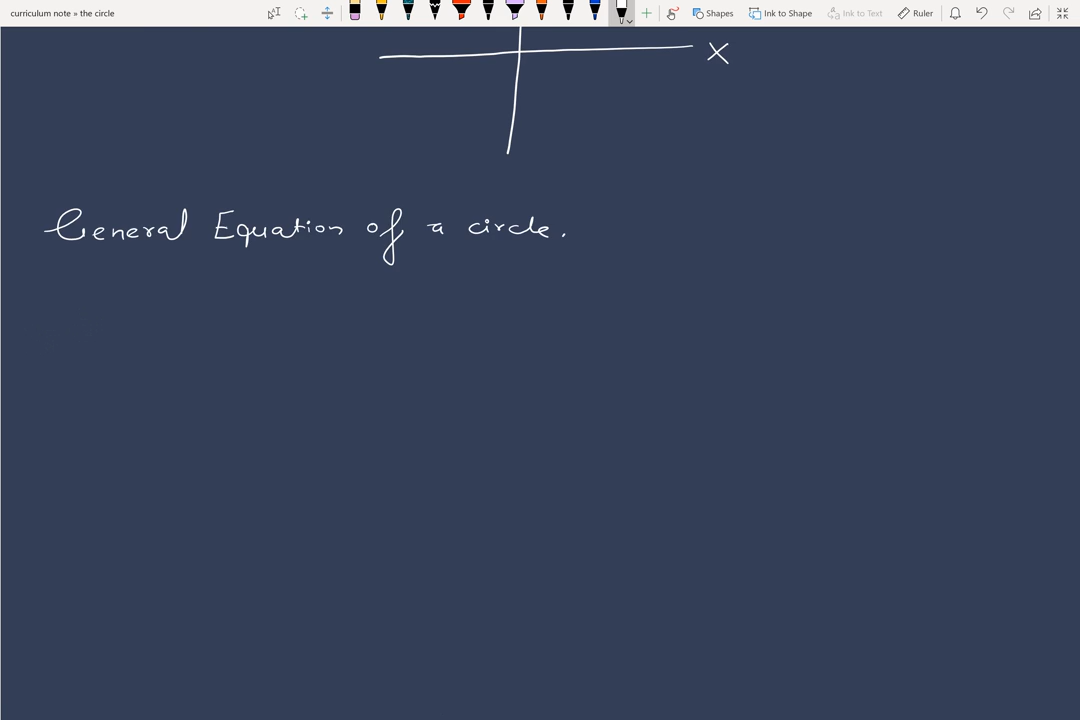 curriculum note » the circle
Shapes
Ink to Shape
Ink to Text
Ruler
X
General Equation of a circle.